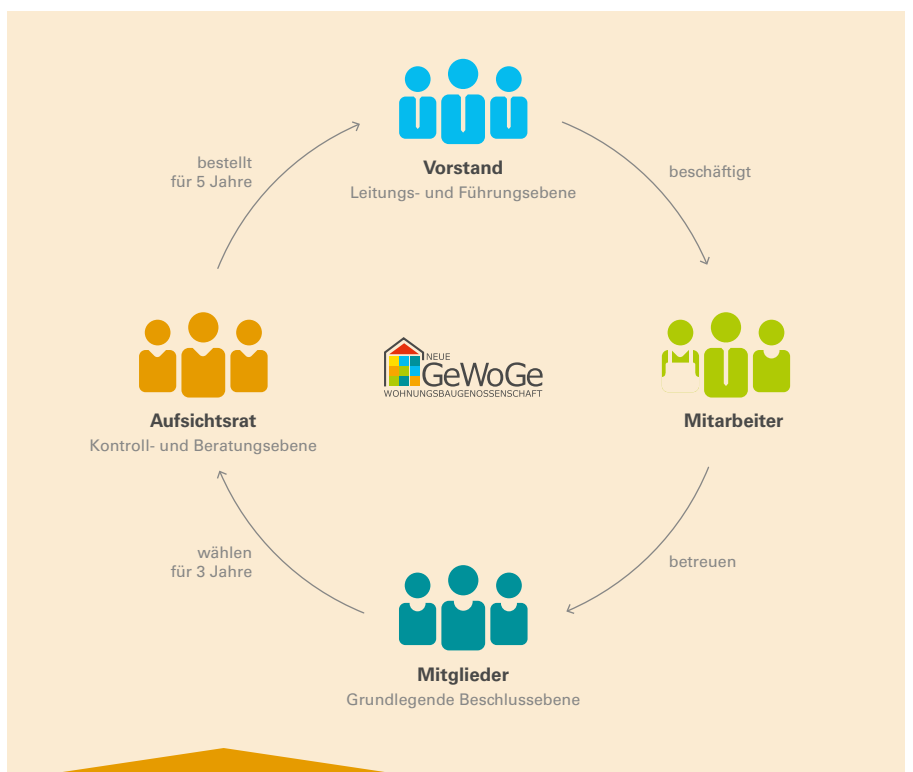 Vorstand
Leitungs- und Führungsebene
bestellt
für 5 Jahre
beschäftigt
NEUE
GeWoGe
WOHNUNGSBAUGENOSSENSCHAFT
Aufsichtsrat
Kontroll- und Beratungsebene
Mitarbeiter
wählen
für 3 Jahre
betreuen
Mitglieder
Grundlegende Beschlussebene